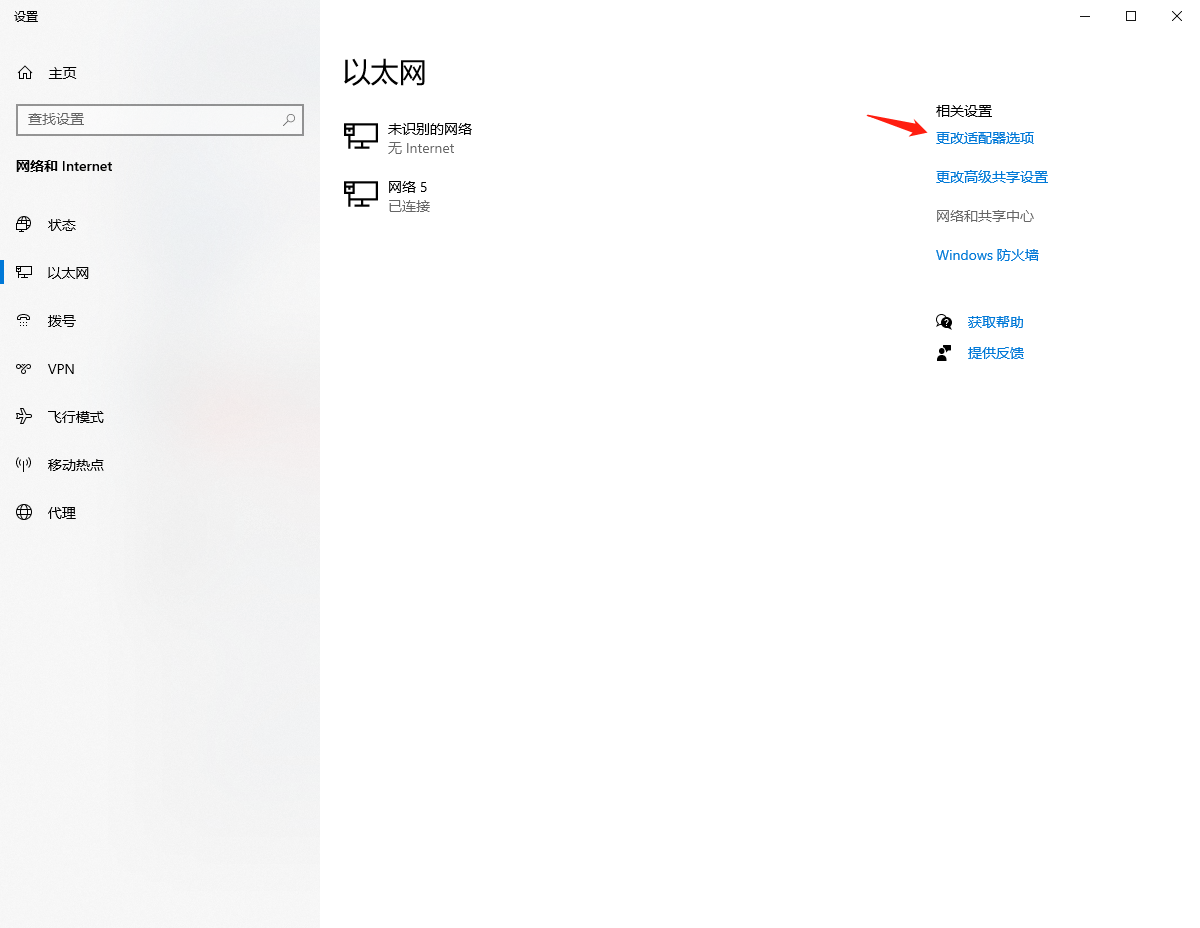 设置
主页
查找设置
网络和 Internet
状态
以太网
拨号
VPN
飞行模式
移动热点
代理
以太网
未识别的网络
无 Internet
网络 5
已连接
相关设置
更改适配器选项
更改高级共享设置
网络和共享中心
Windows 防火墙
获取帮助
提供反馈